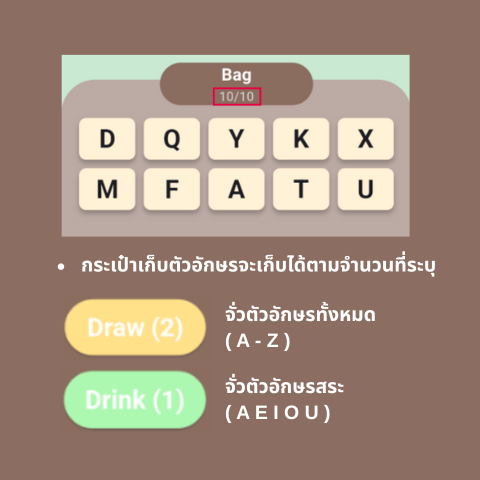 Bag
10/10
D Q Y K X
M F A T U
• กระเป๋าเก็บตัวอักษรจะเก็บได้ตามจำนวนที่ระบุ
Draw (2)
จั่วตัวอักษรทั้งหมด
( A - Z )
Drink (1)
จั่วตัวอักษรสระ
( A E I O U )